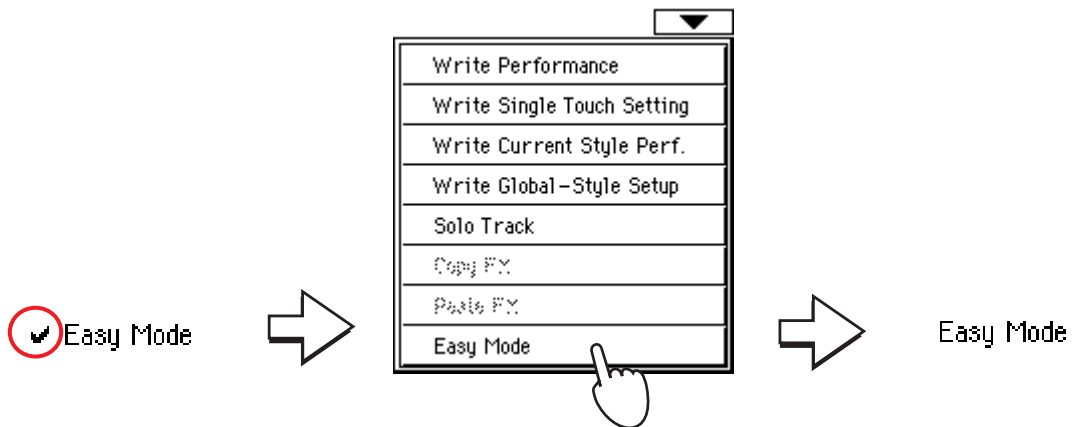 Write Performance
Write Single Touch Setting
Write Current Style Perf.
Write Global-Style Setup
Solo Track
Copy FX
Paste FX
Easy Mode
Easy Mode
Easy Mode